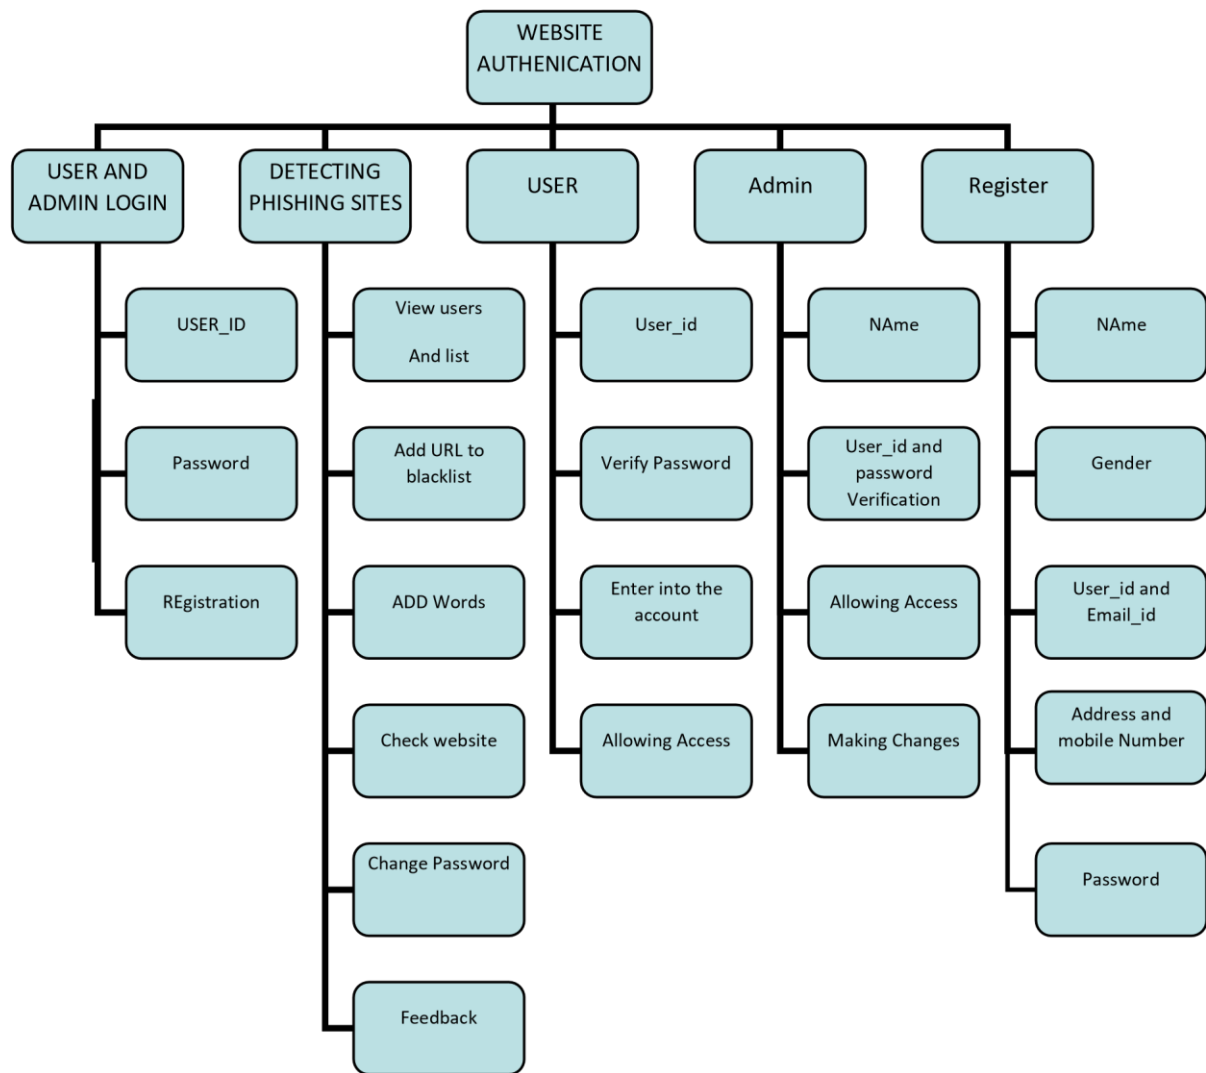 WEBSITE
AUTHENICATION
USER AND
ADMIN LOGIN
DETECTING
PHISHING SITES
USER
Admin
Register
USER_ID
Password
REgistration
View users
And list
Add URL to
blacklist
ADD Words
Check website
Change Password
Feedback
User_id
Verify Password
Enter into the
account
Allowing Access
NAme
User_id and
password
Verification
Allowing Access
Making Changes
NAme
Gender
User_id and
Email_id
Address and
mobile Number
Password